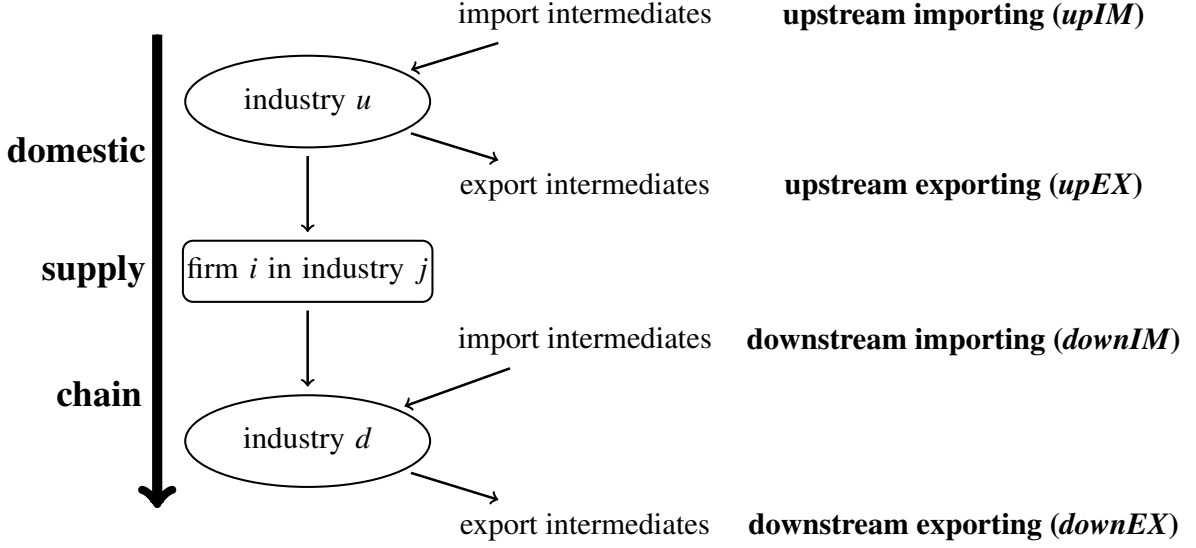 import intermediates upstream importing (upIM)
industry u
domestic
export intermediates upstream exporting (upEX)
supply firm i in industry j
import intermediates downstream importing (downIM)
chain
industry d
export intermediates downstream exporting (downEX)